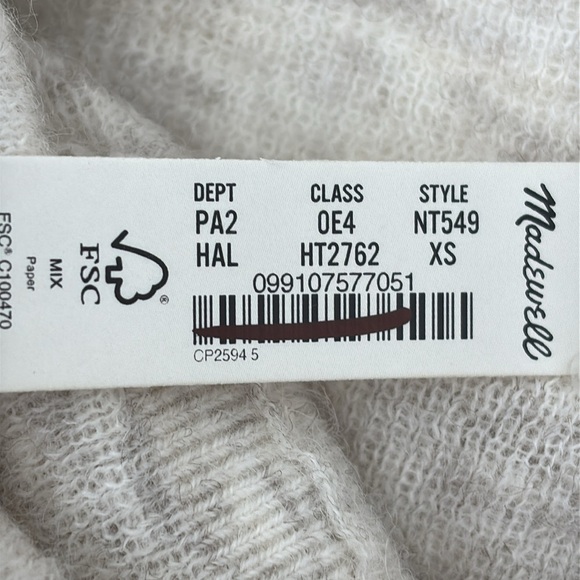 DEPT CLASS STYLE
PA2 0E4 NT549
HAL HT2762 XS
099107577051
CP2594 5
Madewell
FSC
®
MIX
Paper
FSC® C100470